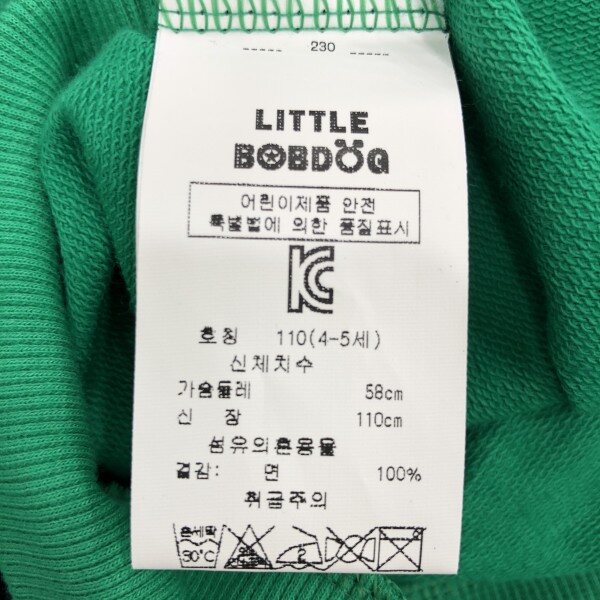 230
LITTLE
BOBDOG
어린이제품 안전
특별법에 의한 품질표시
KC
호칭 110(4-5세)
신체치수
가슴둘레 58cm
신 장 110cm
섬유의혼용율
겉감: 면 100%
취급주의
손세탁
30°C
2